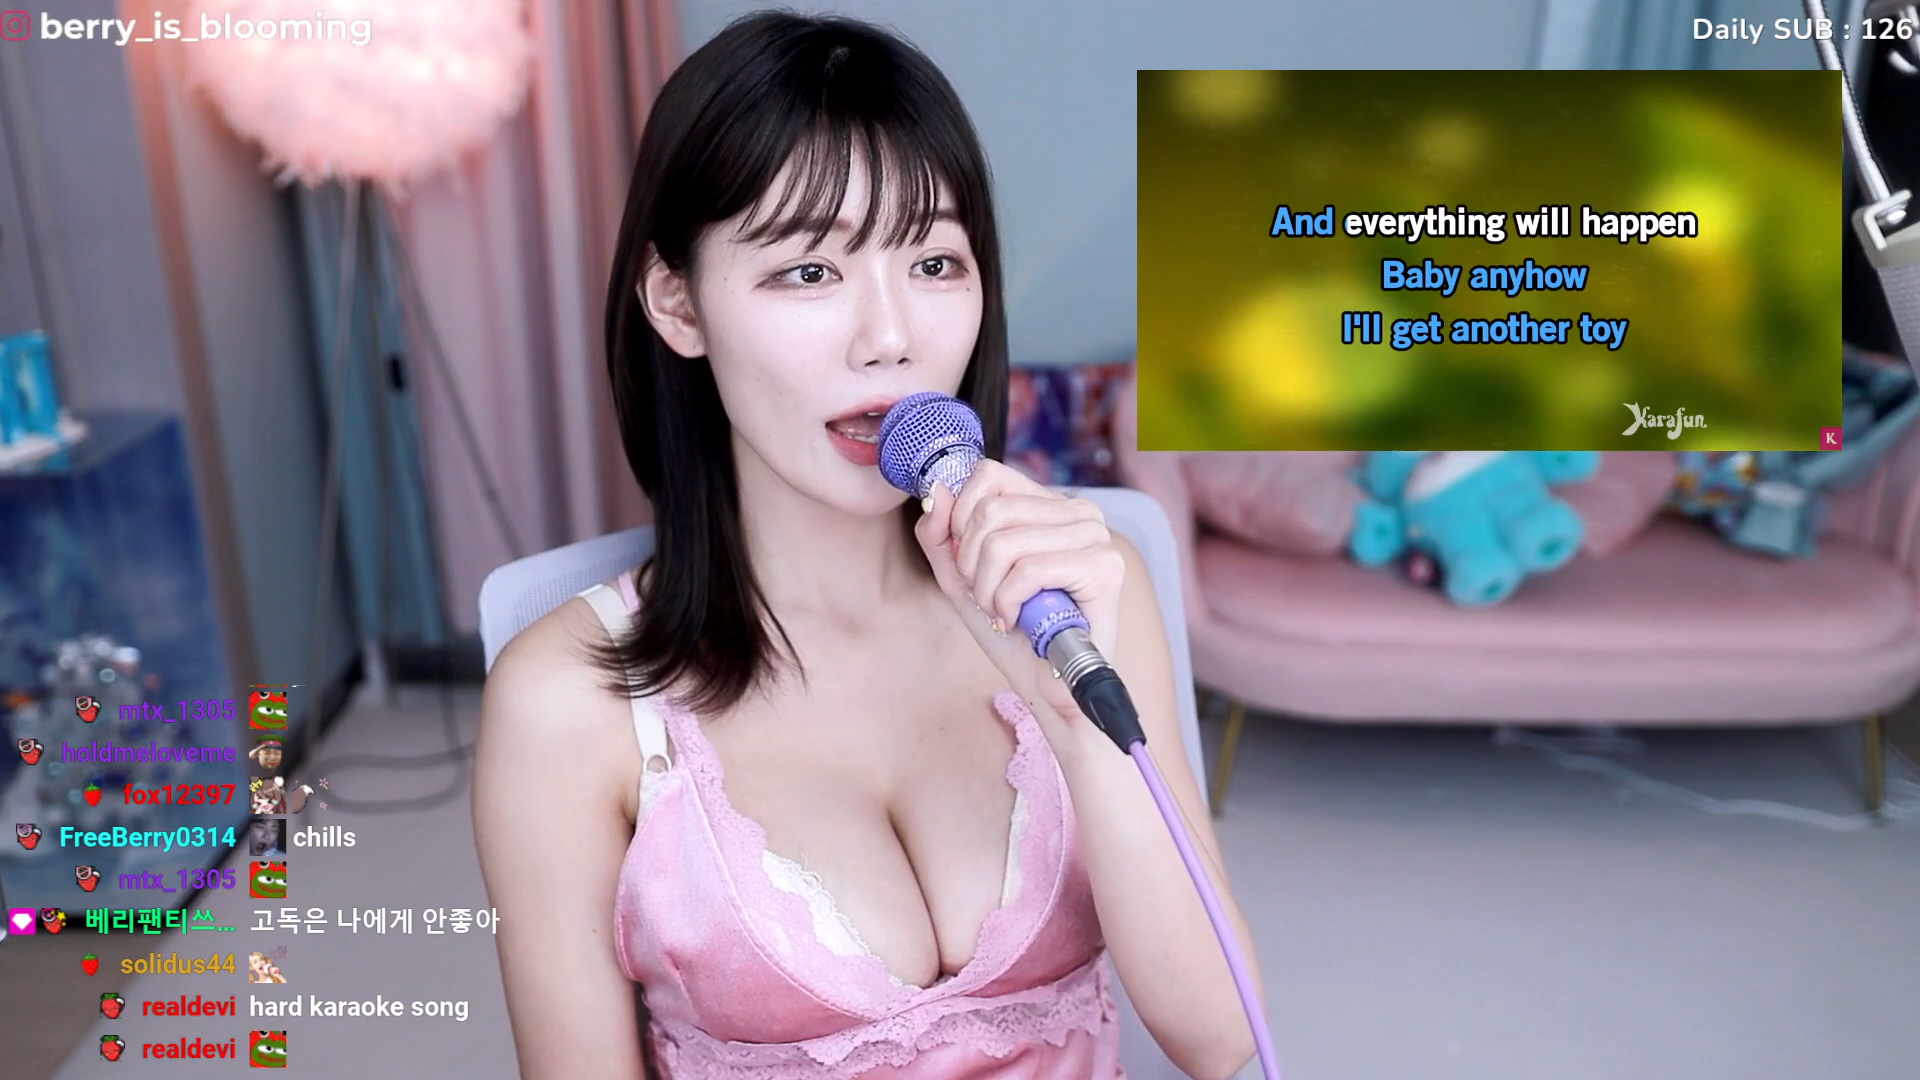 berry_is_blooming
Daily SUB : 126
And everything will happen
Baby anyhow
I'll get another toy
Karafun
K
mtx_1305
holdmeloveme
fox12397
FreeBerry0314 chills
mtx_1305
베리팬티쓰... 고독은 나에게 안좋아
solidus44
realdevi hard karaoke song
realdevi